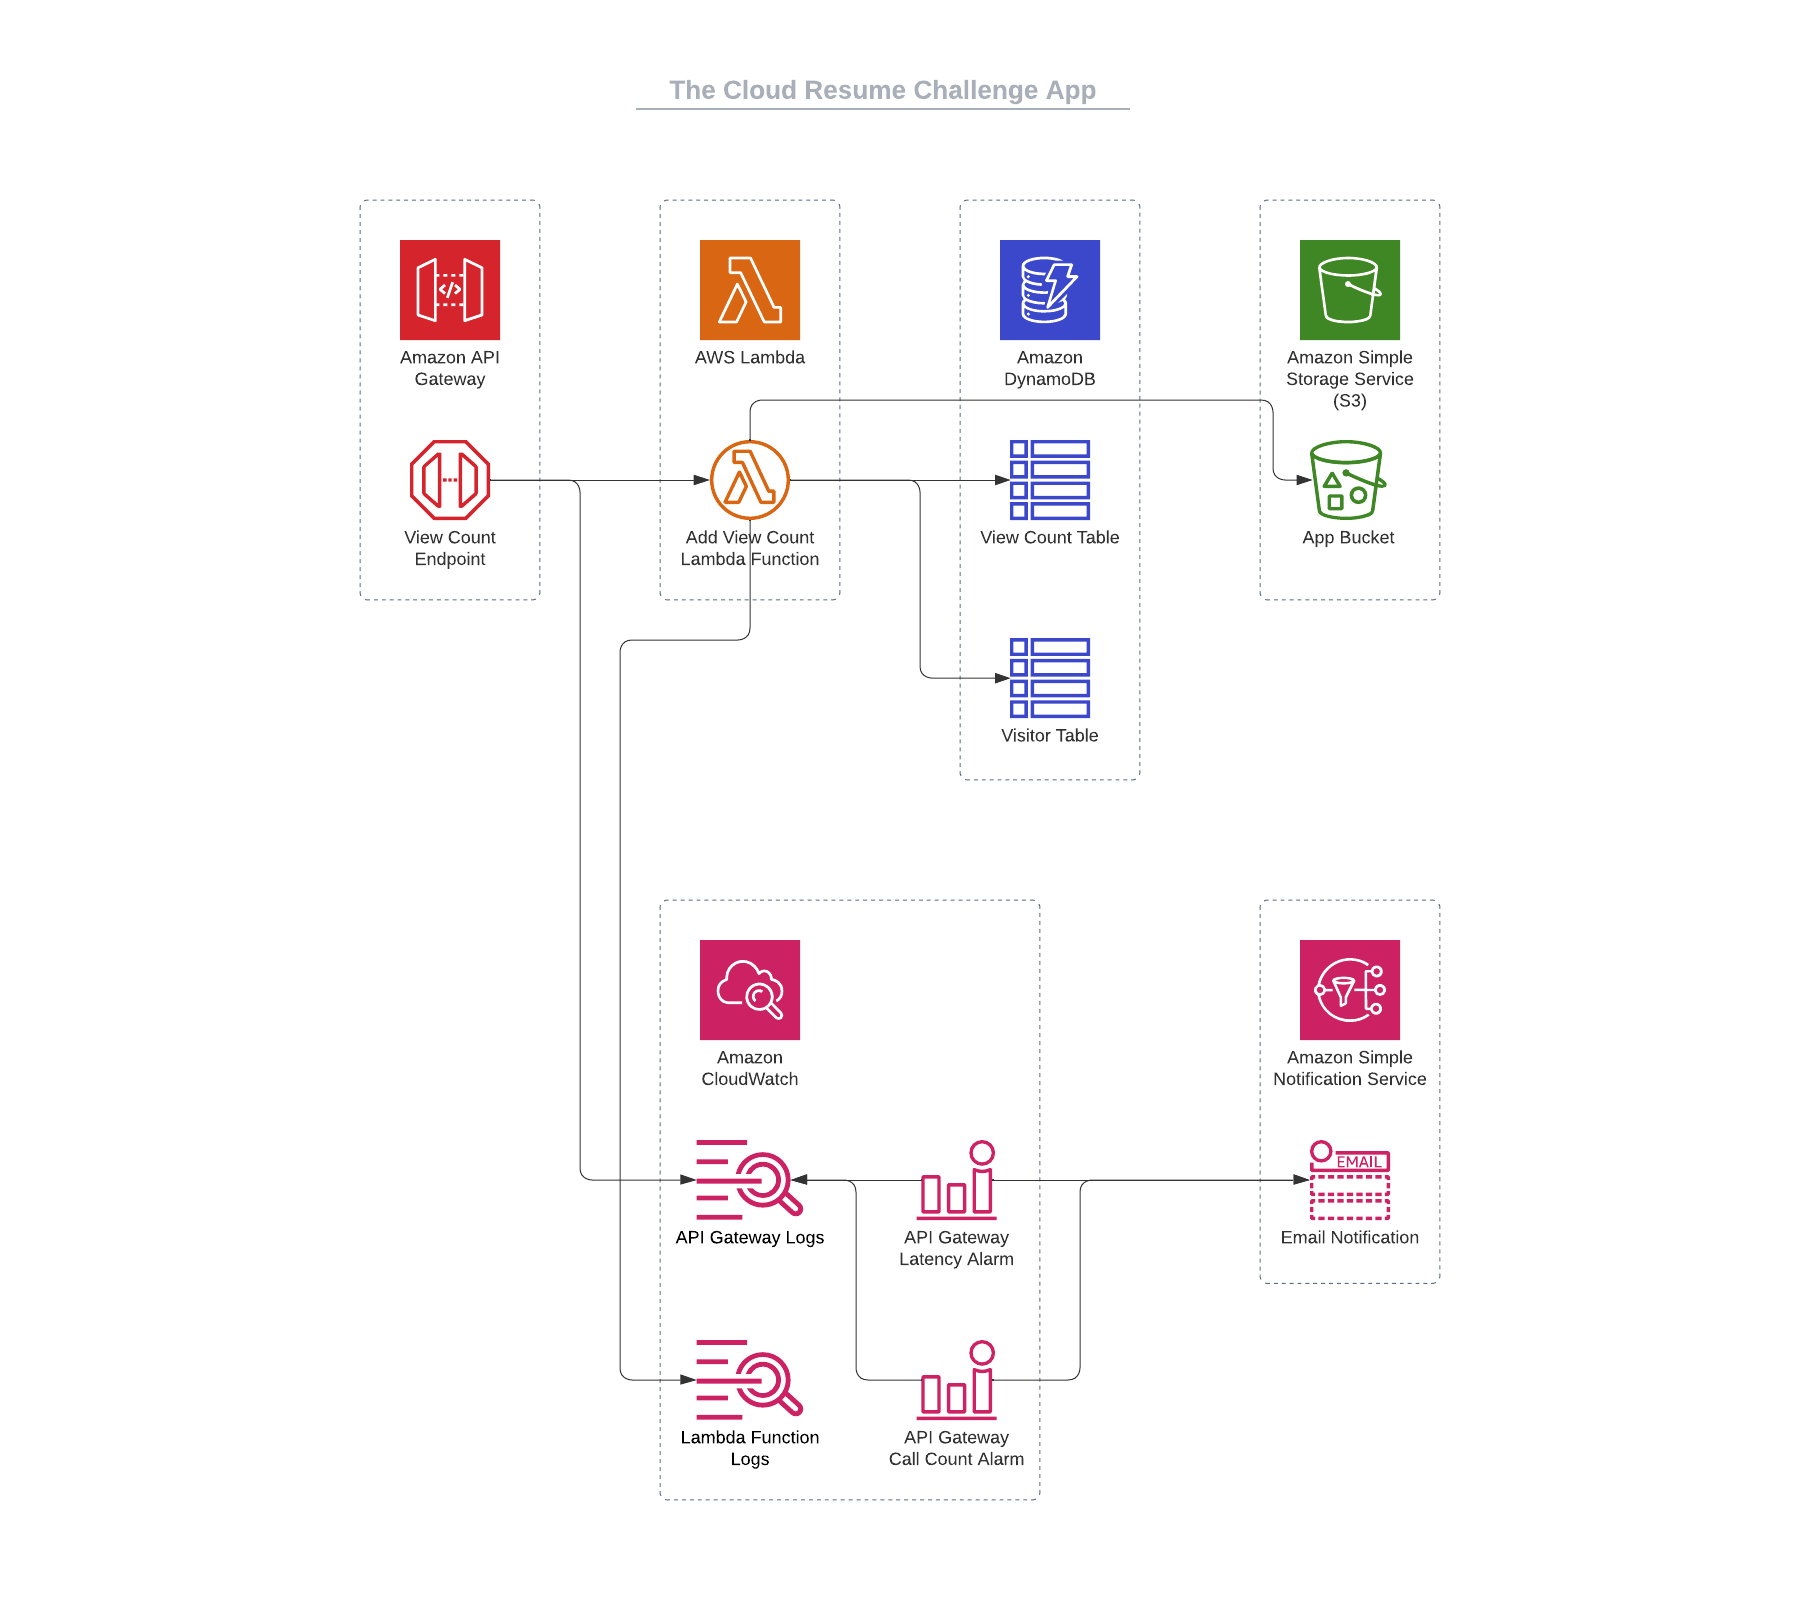 The Cloud Resume Challenge App
Amazon API
Gateway
AWS Lambda
Amazon
DynamoDB
Amazon Simple
Storage Service
(S3)
View Count
Endpoint
Add View Count
Lambda Function
View Count Table
App Bucket
Visitor Table
Amazon
CloudWatch
Amazon Simple
Notification Service
EMAIL
API Gateway Logs
API Gateway
Latency Alarm
Email Notification
Lambda Function
Logs
API Gateway
Call Count Alarm